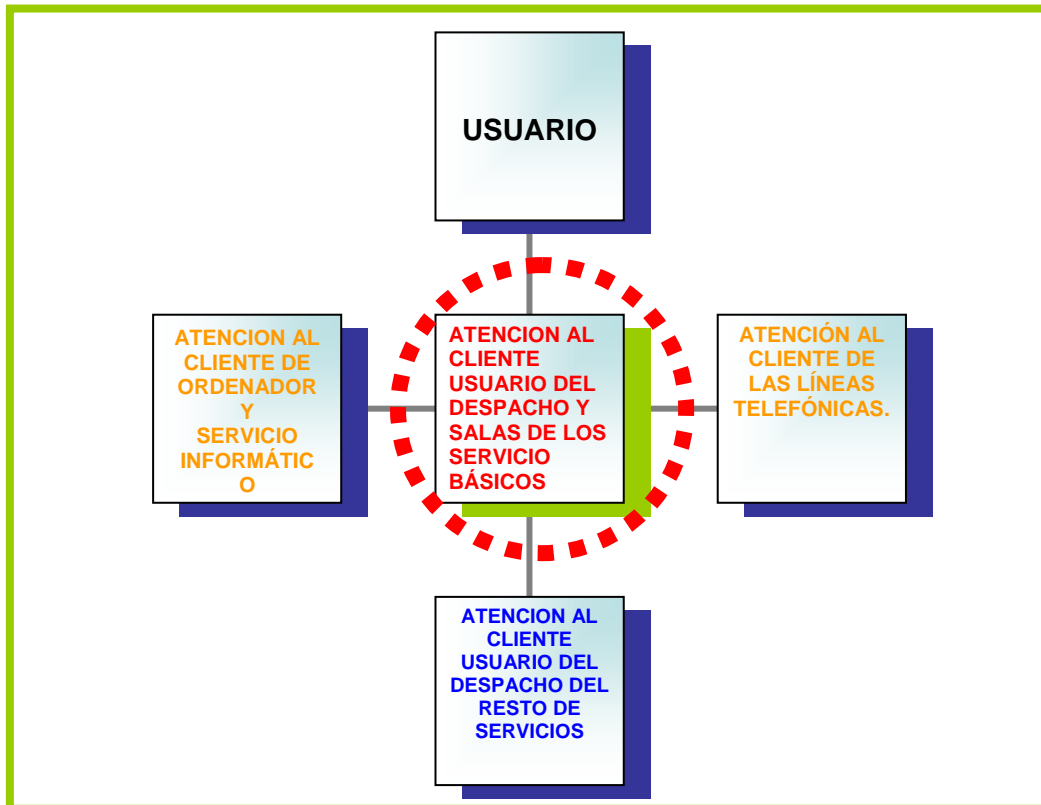 USUARIO
ATENCION AL
CLIENTE DE
ORDENADOR
Y
SERVICIO
INFORMÁTIC
O
ATENCION AL
CLIENTE
USUARIO DEL
DESPACHO Y
SALAS DE LOS
SERVICIO
BÁSICOS
ATENCIÓN AL
CLIENTE DE
LAS LÍNEAS
TELEFÓNICAS.
ATENCION AL
CLIENTE
USUARIO DEL
DESPACHO DEL
RESTO DE
SERVICIOS